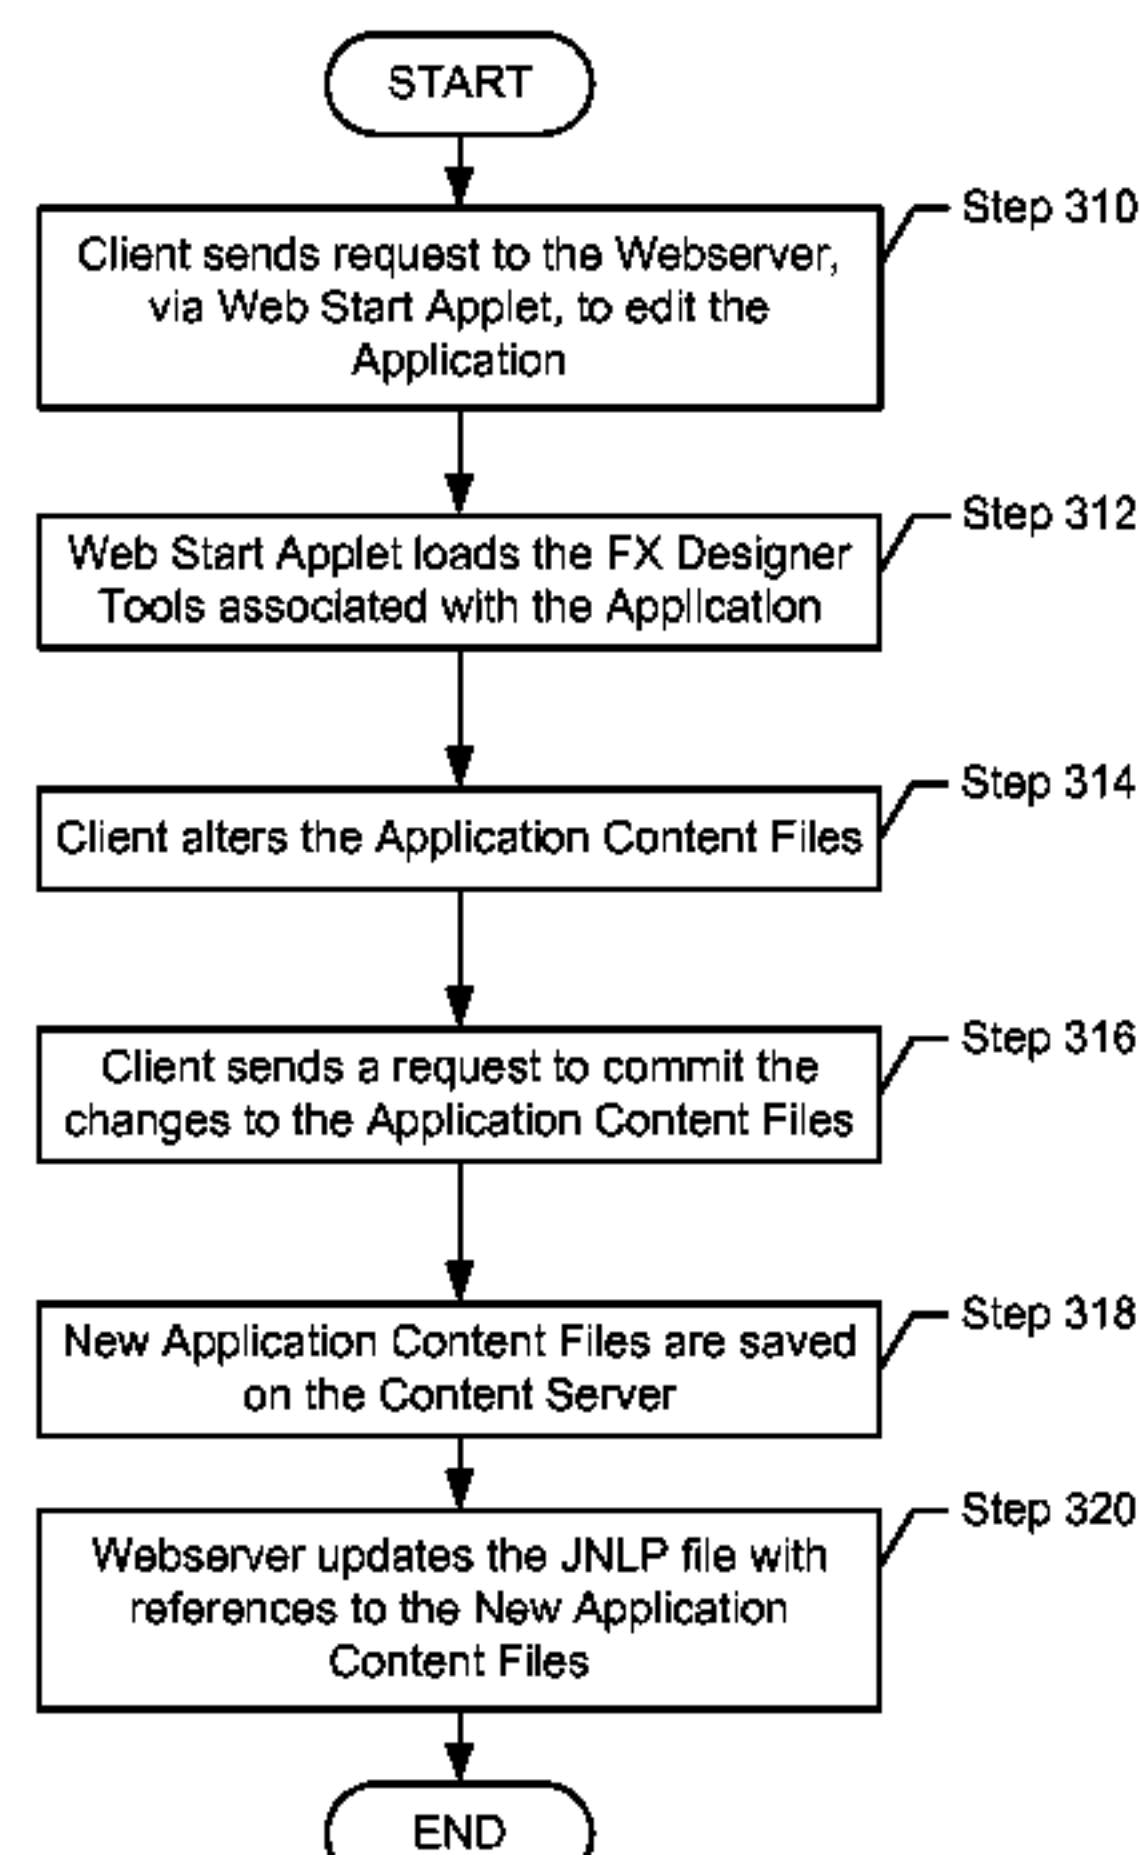 START
Step 310
Client sends request to the Webserver,
via Web Start Applet, to edit the
Application
Step 312
Web Start Applet loads the FX Designer
Tools associated with the Application
Step 314
Client alters the Application Content Files
Step 316
Client sends a request to commit the
changes to the Application Content Files
Step 318
New Application Content Files are saved
on the Content Server
Step 320
Webserver updates the JNLP file with
references to the New Application
Content Files
END